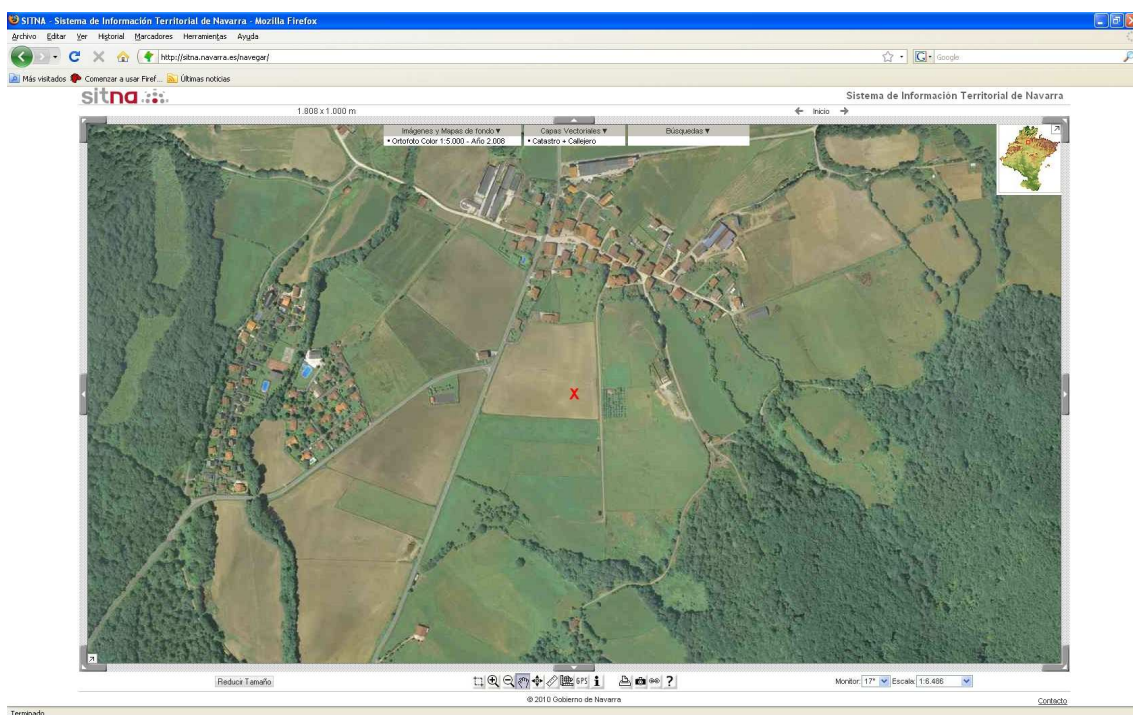 SITNA - Sistema de Información Territorial de Navarra - Mozilla Firefox
Archivo Editar Ver Historial Marcadores Herramientas Ayuda
http://sitna.navarra.es/navegar/
Google
Más visitados Comenzar a usar Firef... Últimas noticias
sitna
Sistema de Información Territorial de Navarra
1.808 x 1.000 m
Inicio
Imágenes y Mapas de fondo ▼ Capas Vectoriales ▼ Búsquedas ▼
• Ortofoto Color 1:5.000 - Año 2.008 • Catastro + Callejero
X
Reducir Tamaño
GPS
Monitor: 17" Escala: 1:6.486
© 2010 Gobierno de Navarra
Contacto
Terminado